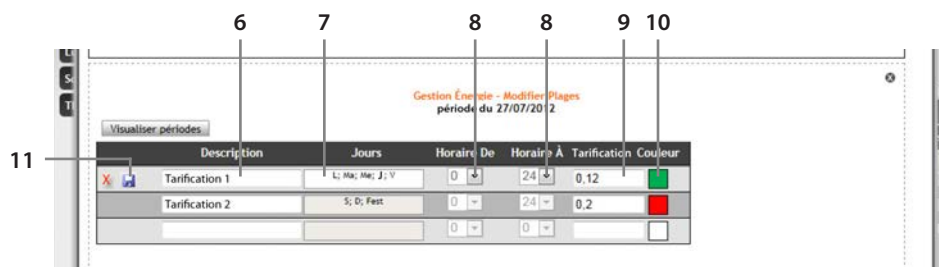 6 7 8 8 9 10
Gestion Énergie - Modifier Plages
période du 27/07/2012
Visualiser périodes
Description Jours Horaire De Horaire À Tarification Couleur
11 X Tarification 1 L; Ma; Me; J; V 0 24 0,12
Tarification 2 S; D; Fest 0 24 0,2
0 0